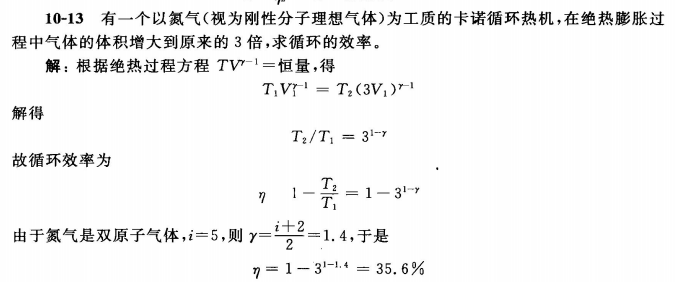 10-13 有一个以氮气(视为刚性分子理想气体)为工质的卡诺循环热机,在绝热膨胀过
程中气体的体积增大到原来的 3 倍,求循环的效率。
解:根据绝热过程方程 TV^{γ-1}=恒量,得
T₁V₁^{γ-1} = T₂(3V₁)^{γ-1}
解得
T₂/T₁ = 3^{1-γ}
故循环效率为
η 1-\frac{T₂}{T₁}=1-3^{1-γ}
由于氮气是双原子气体,i=5,则 γ=\frac{i+2}{2}=1.4,于是
η=1-3^{1-1.4}=35.6%